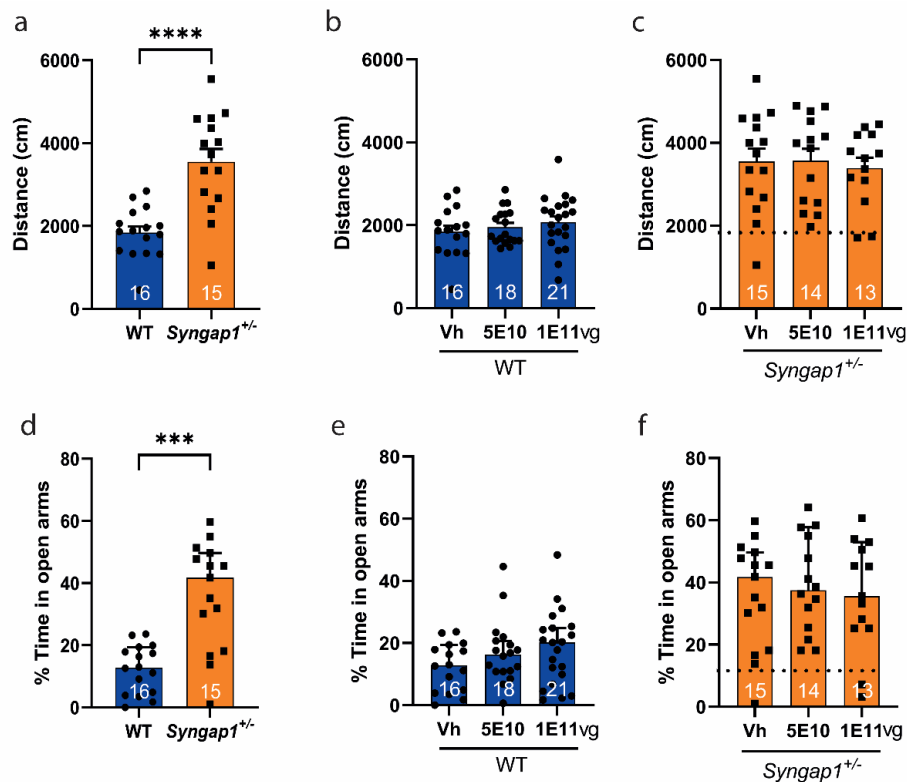 a
****
Distance (cm)
6000
4000
2000
0
16
15
WT
Syngap1+/-
b
Distance (cm)
6000
4000
2000
0
16
18
21
Vh
5E10
1E11vg
WT
c
Distance (cm)
6000
4000
2000
0
15
14
13
Vh
5E10
1E11vg
Syngap1+/-
d
***
% Time in open arms
80
60
40
20
0
16
15
WT
Syngap1+/-
e
% Time in open arms
80
60
40
20
0
16
18
21
Vh
5E10
1E11vg
WT
f
% Time in open arms
80
60
40
20
0
15
14
13
Vh
5E10
1E11vg
Syngap1+/-